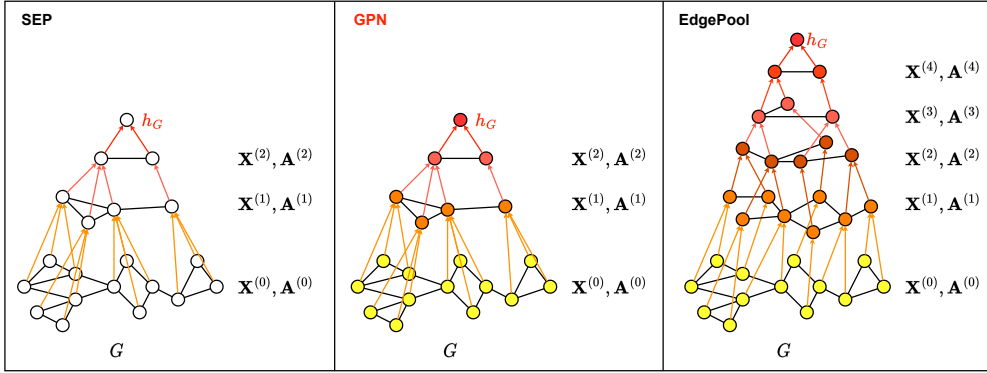 SEP
h_G
𝐗^(2), 𝐀^(2)
𝐗^(1), 𝐀^(1)
𝐗^(0), 𝐀^(0)
G
GPN
h_G
𝐗^(2), 𝐀^(2)
𝐗^(1), 𝐀^(1)
𝐗^(0), 𝐀^(0)
G
EdgePool
h_G
𝐗^(4), 𝐀^(4)
𝐗^(3), 𝐀^(3)
𝐗^(2), 𝐀^(2)
𝐗^(1), 𝐀^(1)
𝐗^(0), 𝐀^(0)
G